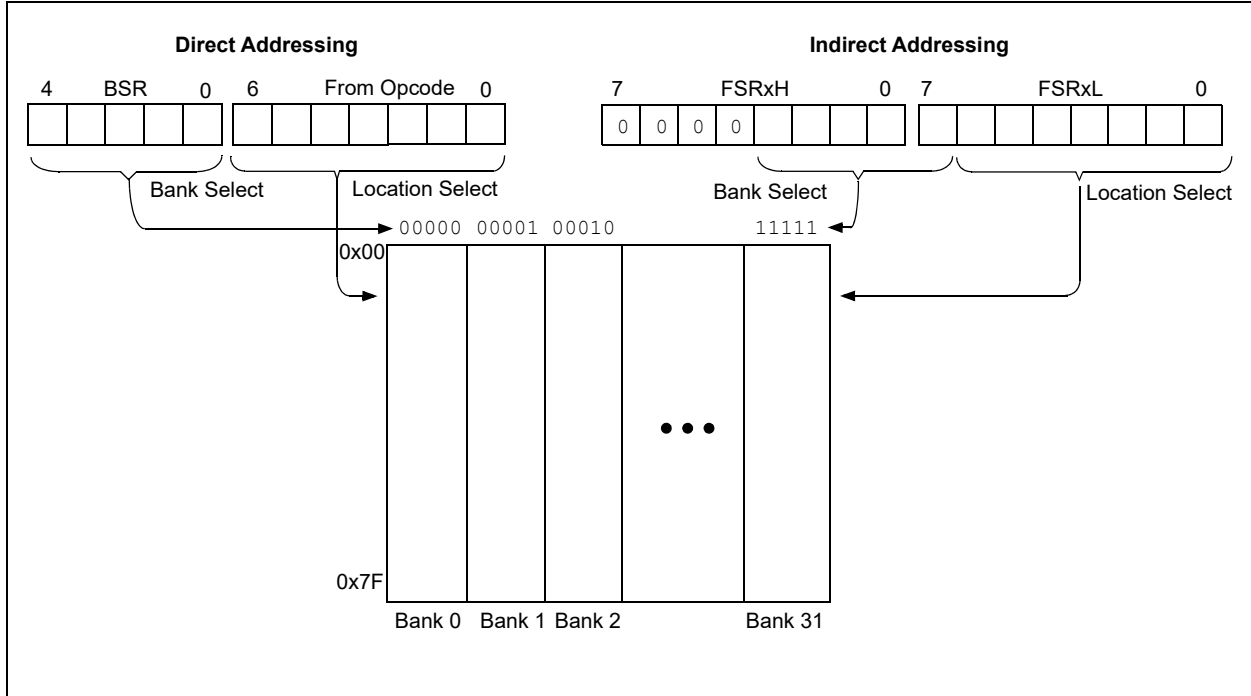 Direct Addressing
Indirect Addressing
4 BSR 0 6 From Opcode 0
7 FSRxH 0 7 FSRxL 0
0 0 0 0
Bank Select
Location Select
Bank Select
Location Select
00000 00001 00010 11111
0x00
0x7F
Bank 0 Bank 1 Bank 2 Bank 31